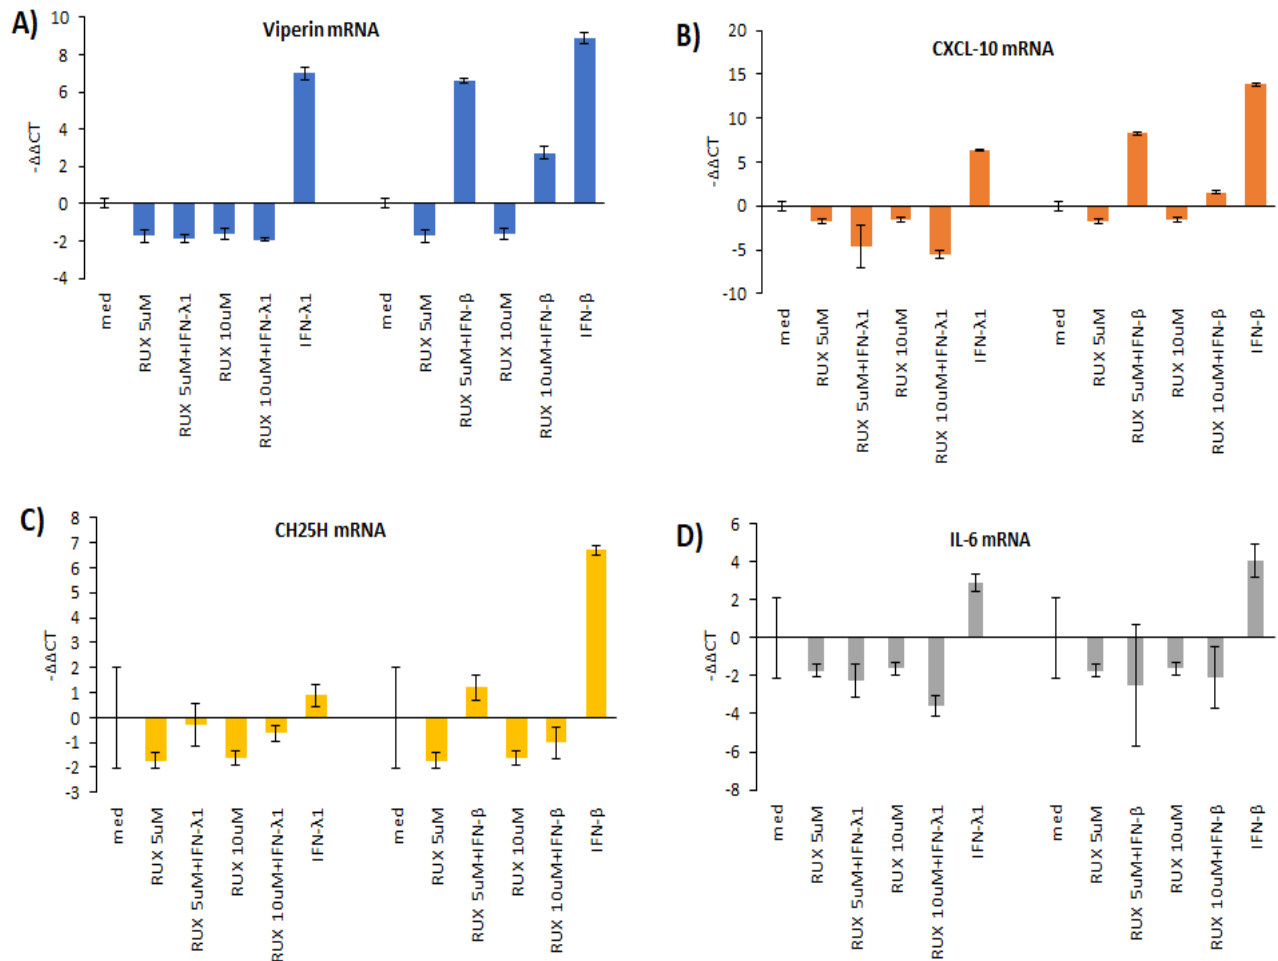 A)
Viperin mRNA
10
8
6
4
2
0
-2
-4
-ΔΔCT
med
RUX 5uM
RUX 5uM+IFN-λ1
RUX 10uM
RUX 10uM+IFN-λ1
IFN-λ1
med
RUX 5uM
RUX 5uM+IFN-β
RUX 10uM
RUX 10uM+IFN-β
IFN-β
B)
CXCL-10 mRNA
20
15
10
5
0
-5
-10
-ΔΔCT
med
RUX 5uM
RUX 5uM+IFN-λ1
RUX 10uM
RUX 10uM+IFN-λ1
IFN-λ1
med
RUX 5uM
RUX 5uM+IFN-β
RUX 10uM
RUX 10uM+IFN-β
IFN-β
C)
CH25H mRNA
8
7
6
5
4
3
2
1
0
-1
-2
-3
-ΔΔCT
med
RUX 5uM
RUX 5uM+IFN-λ1
RUX 10uM
RUX 10uM+IFN-λ1
IFN-λ1
med
RUX 5uM
RUX 5uM+IFN-β
RUX 10uM
RUX 10uM+IFN-β
IFN-β
D)
IL-6 mRNA
6
4
2
0
-2
-4
-6
-8
-ΔΔCT
med
RUX 5uM
RUX 5uM+IFN-λ1
RUX 10uM
RUX 10uM+IFN-λ1
IFN-λ1
med
RUX 5uM
RUX 5uM+IFN-β
RUX 10uM
RUX 10uM+IFN-β
IFN-β